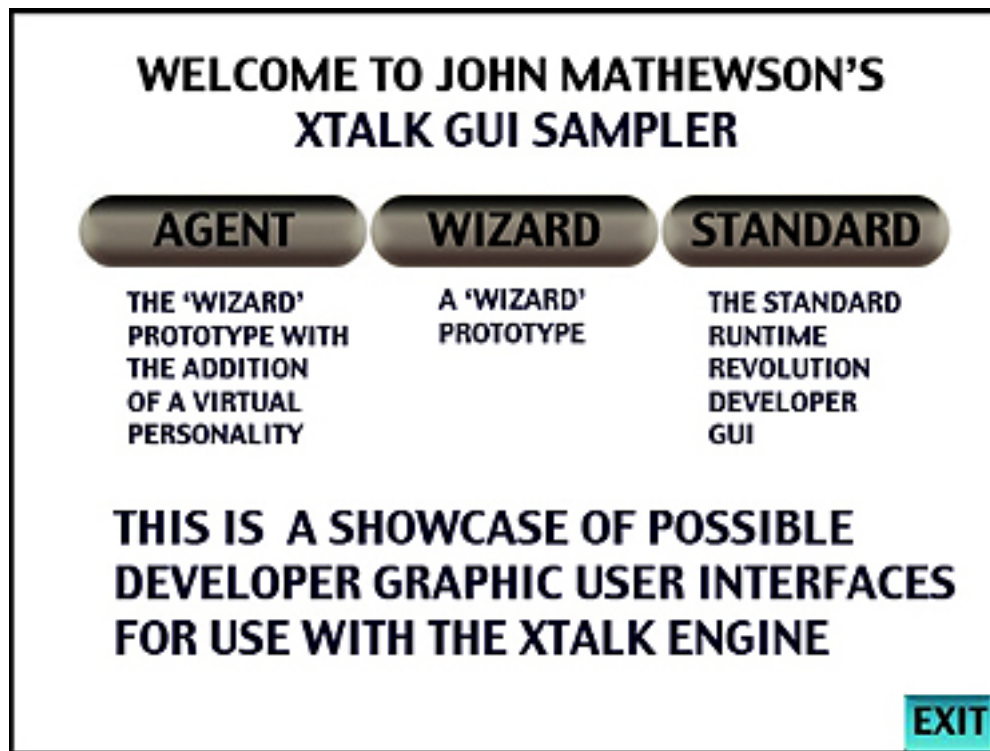 WELCOME TO JOHN MATHEWSON’S
XTALK GUI SAMPLER
AGENT
THE ‘WIZARD’
PROTOTYPE WITH
THE ADDITION
OF A VIRTUAL
PERSONALITY
WIZARD
A ‘WIZARD’
PROTOTYPE
STANDARD
THE STANDARD
RUNTIME
REVOLUTION
DEVELOPER
GUI
THIS IS A SHOWCASE OF POSSIBLE
DEVELOPER GRAPHIC USER INTERFACES
FOR USE WITH THE XTALK ENGINE
EXIT